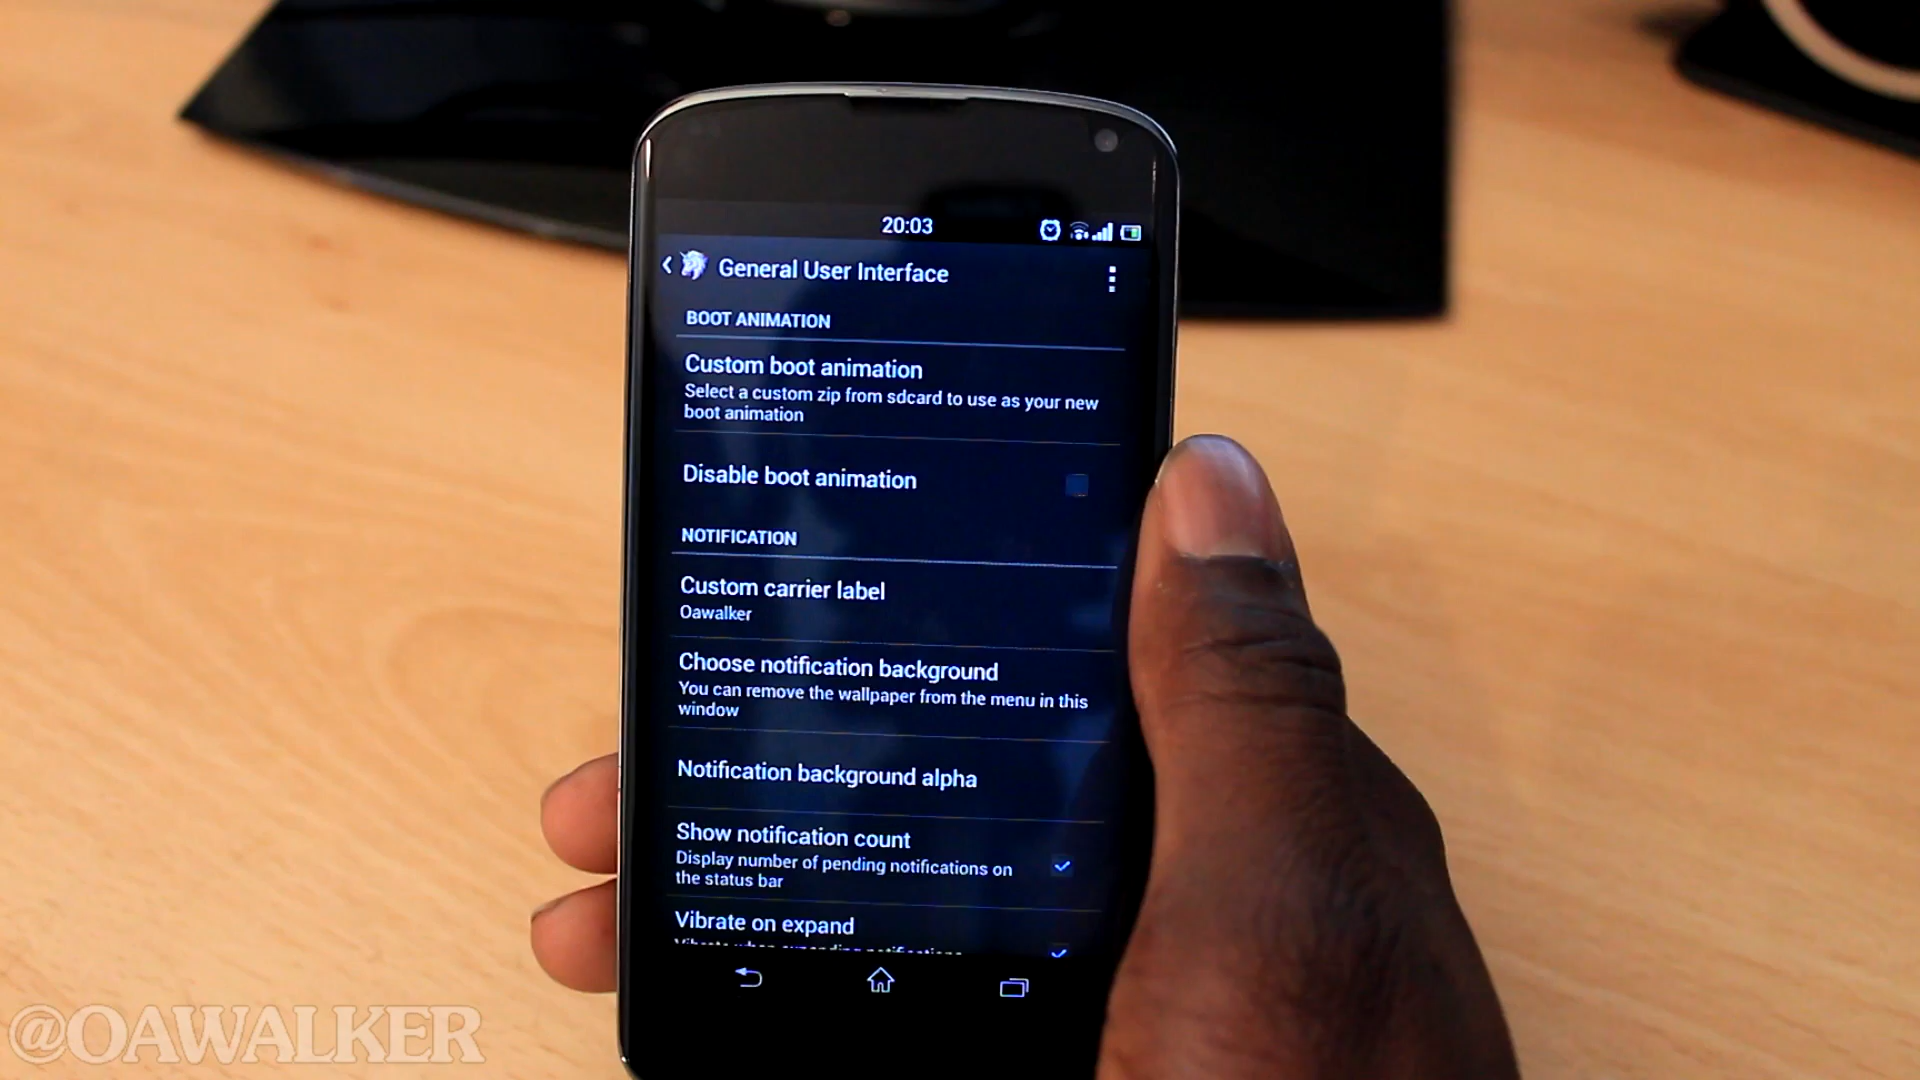 20:03
General User Interface
BOOT ANIMATION
Custom boot animation
Select a custom zip from sdcard to use as your new
boot animation
Disable boot animation
NOTIFICATION
Custom carrier label
Oawalker
Choose notification background
You can remove the wallpaper from the menu in this
window
Notification background alpha
Show notification count
Display number of pending notifications on
the status bar
Vibrate on expand
@OAWALKER